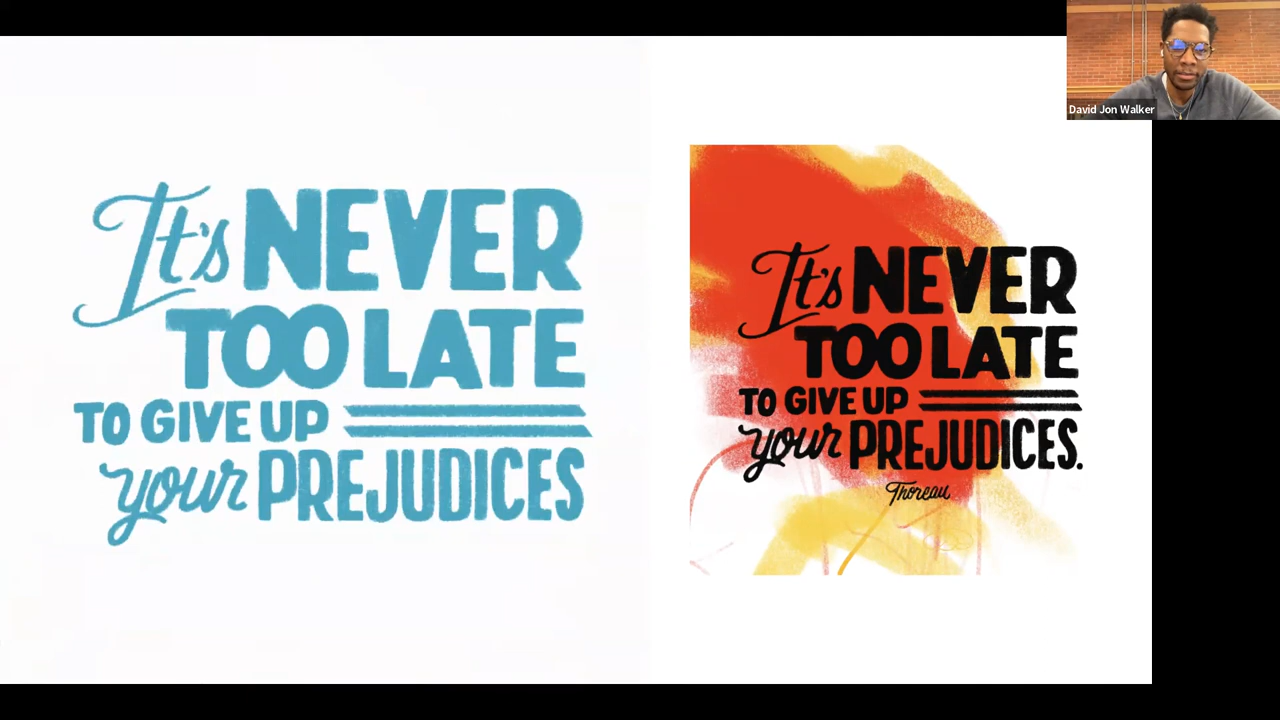 It's NEVER
TOO LATE
TO GIVE UP
your PREJUDICES
It's NEVER
TOO LATE
TO GIVE UP
your PREJUDICES.
Thoreau
David Jon Walker